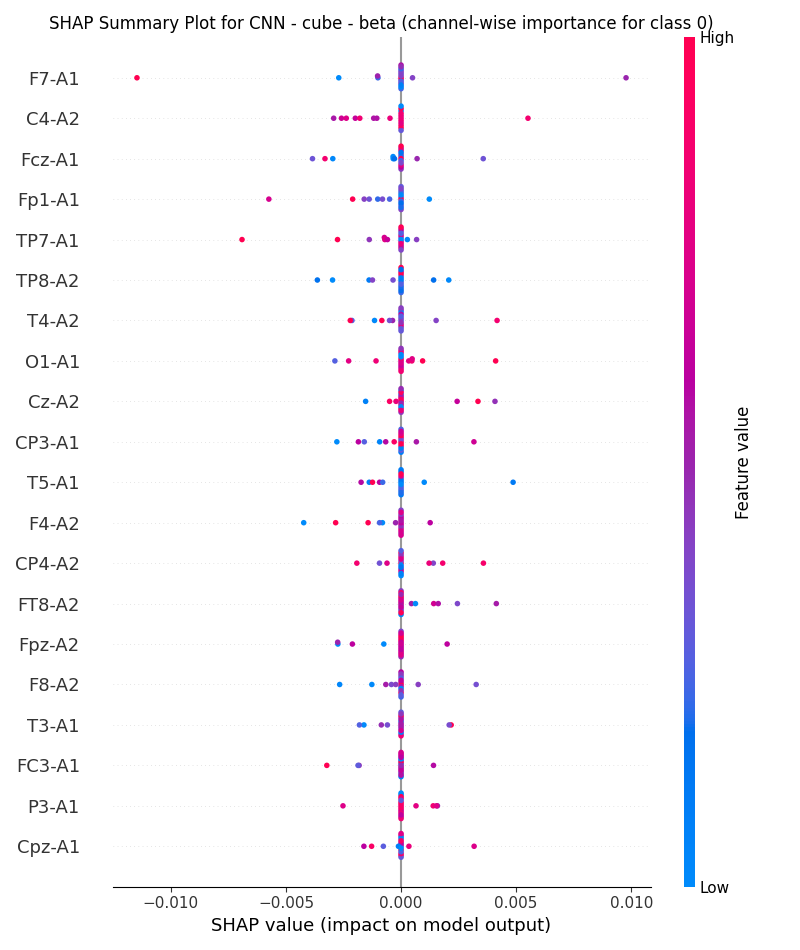 SHAP Summary Plot for CNN - cube - beta (channel-wise importance for class 0)
High
F7-A1
C4-A2
Fcz-A1
Fp1-A1
TP7-A1
TP8-A2
T4-A2
O1-A1
Cz-A2
CP3-A1
T5-A1
F4-A2
CP4-A2
FT8-A2
Fpz-A2
F8-A2
T3-A1
FC3-A1
P3-A1
Cpz-A1
Feature value
Low
−0.010 −0.005 0.000 0.005 0.010
SHAP value (impact on model output)